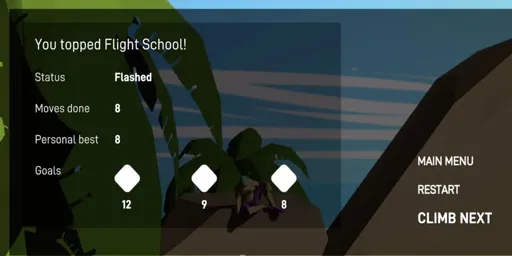 You topped Flight School!
Status Flashed
Moves done 8
Personal best 8
Goals
12 9 8
MAIN MENU
RESTART
CLIMB NEXT